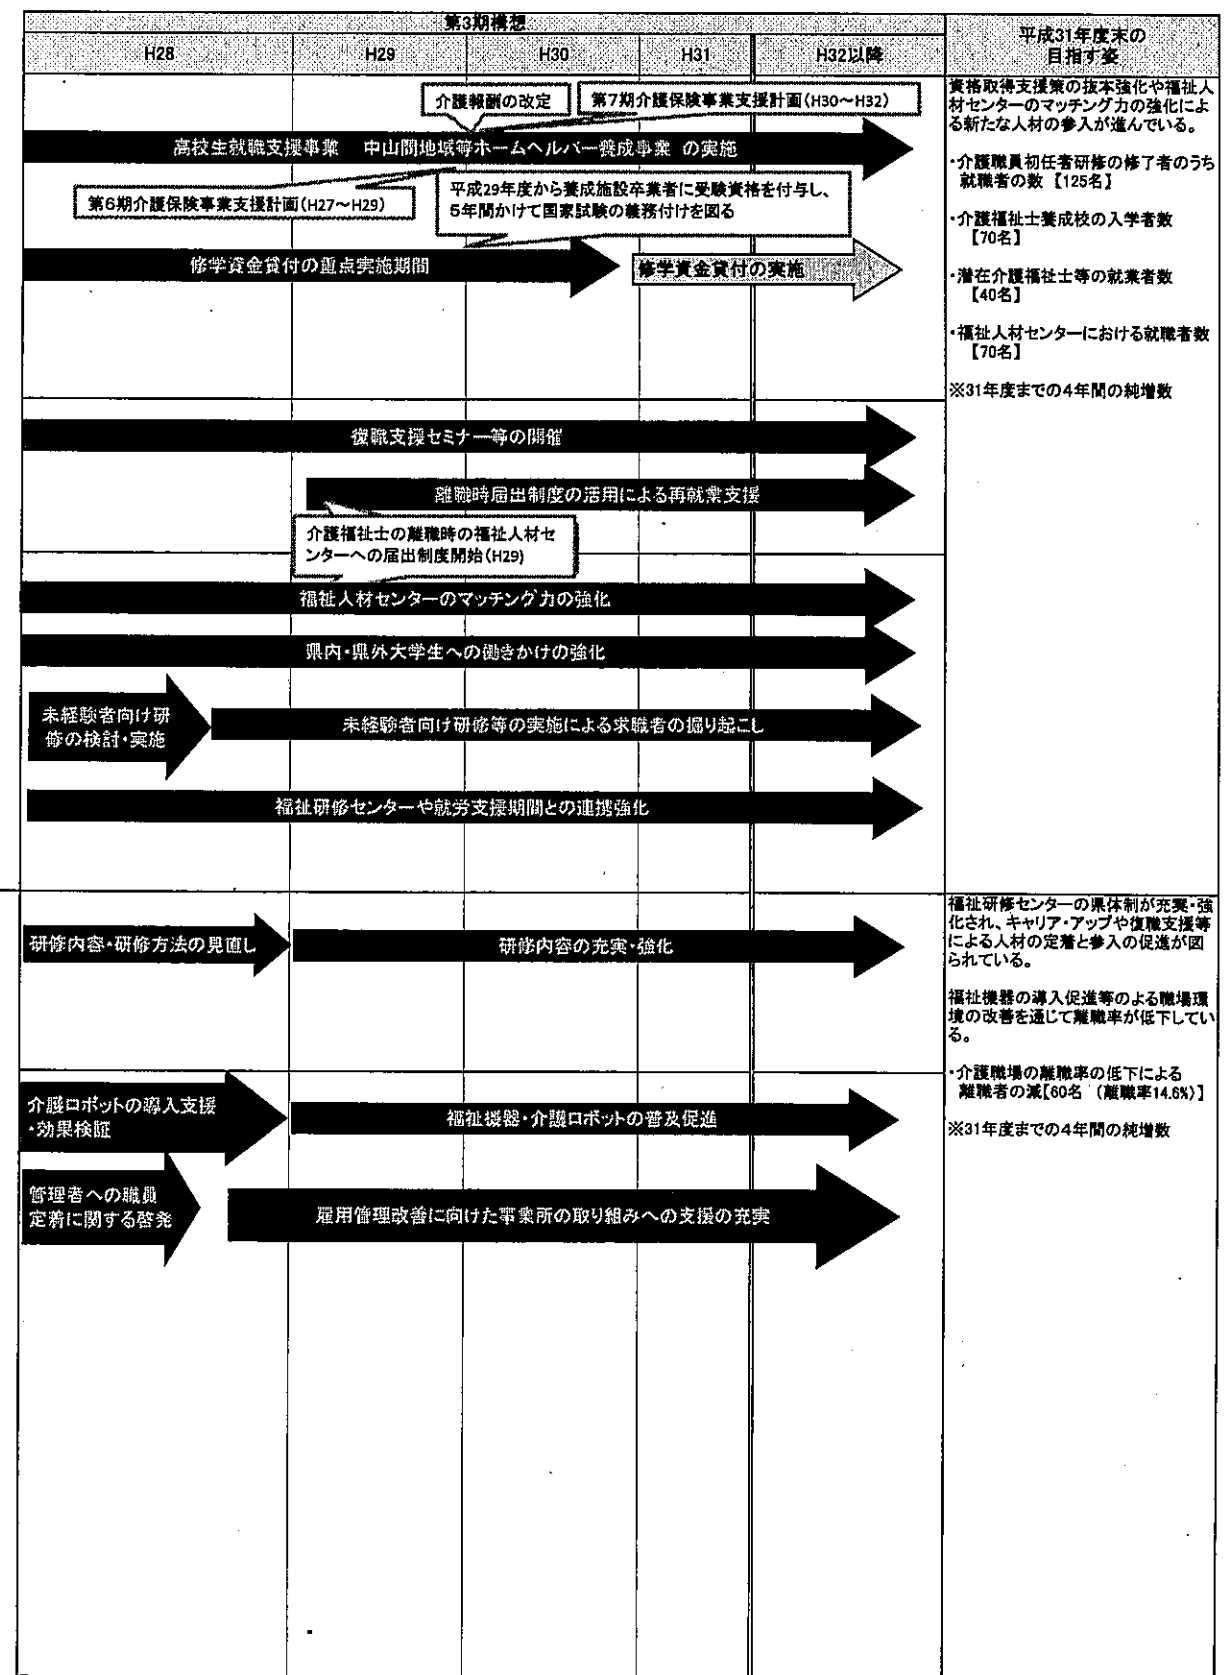 第3期構想
平成31年度末の
目指す姿
H28
H29
H30
H31
H32以降
介護報酬の改定
第7期介護保険事業支援計画(H30～H32)
高校生就職支援事業　中山間地域等ホームヘルパー養成事業 の実施
第6期介護保険事業支援計画(H27～H29)
平成29年度から養成施設卒業者に受験資格を付与し、
5年間かけて国家試験の義務付けを図る
修学資金貸付の重点実施期間
修学資金貸付の実施
復職支援セミナー等の開催
離職時届出制度の活用による再就業支援
介護福祉士の離職時の福祉人材セ
ンターへの届出制度開始(H29)
福祉人材センターのマッチング力の強化
県内・県外大学生への働きかけの強化
未経験者向け研
修の検討・実施
未経験者向け研修等の実施による求職者の掘り起こし
福祉研修センターや就労支援期間との連携強化
資格取得支援策の抜本強化や福祉人
材センターのマッチング力の強化によ
る新たな人材の参入が進んでいる。
・介護職員初任者研修の修了者のうち
就職者の数 【125名】
・介護福祉士養成校の入学者数
【70名】
・潜在介護福祉士等の就業者数
【40名】
・福祉人材センターにおける就職者数
【70名】
※31年度までの4年間の純増数
研修内容・研修方法の見直し
研修内容の充実・強化
介護ロボットの導入支援
・効果検証
福祉機器・介護ロボットの普及促進
管理者への職員
定着に関する啓発
雇用管理改善に向けた事業所の取り組みへの支援の充実
福祉研修センターの県体制が充実・強
化され、キャリア・アップや復職支援等
による人材の定着と参入の促進が図
られている。
福祉機器の導入促進等のよる職場環
境の改善を通じて離職率が低下してい
る。
・介護職場の離職率の低下による
離職者の減【60名 (離職率14.6%)】
※31年度までの4年間の純増数